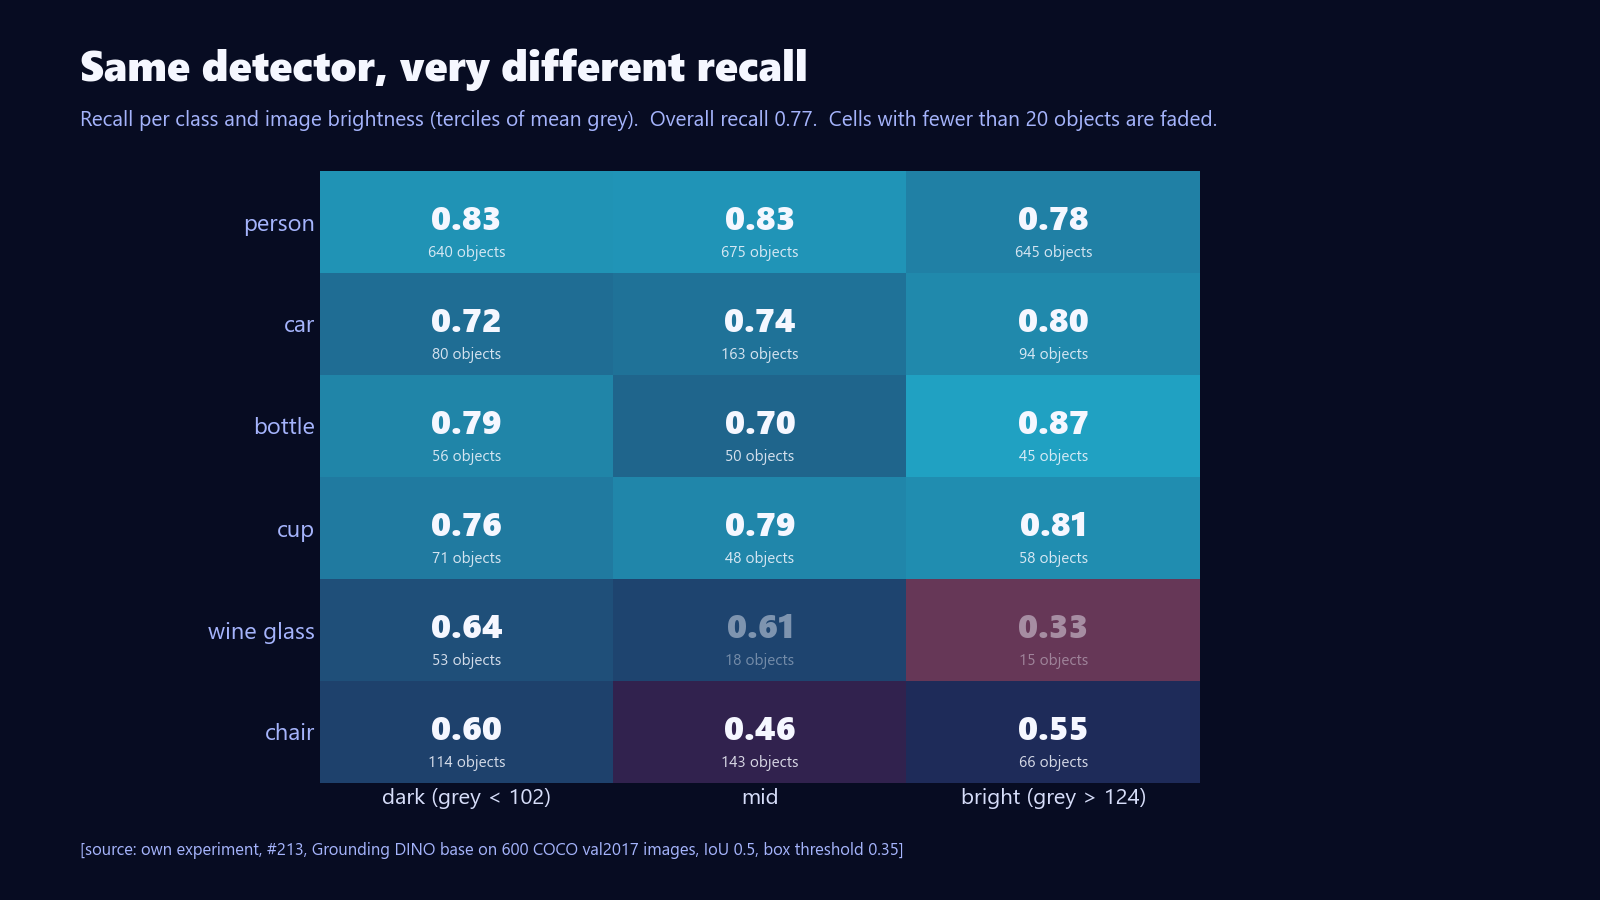 Same detector, very different recall
Recall per class and image brightness (terciles of mean grey).  Overall recall 0.77.  Cells with fewer than 20 objects are faded.
person
0.83
640 objects
0.83
675 objects
0.78
645 objects
car
0.72
80 objects
0.74
163 objects
0.80
94 objects
bottle
0.79
56 objects
0.70
50 objects
0.87
45 objects
cup
0.76
71 objects
0.79
48 objects
0.81
58 objects
wine glass
0.64
53 objects
0.61
18 objects
0.33
15 objects
chair
0.60
114 objects
0.46
143 objects
0.55
66 objects
dark (grey < 102)
mid
bright (grey > 124)
[source: own experiment, #213, Grounding DINO base on 600 COCO val2017 images, IoU 0.5, box threshold 0.35]